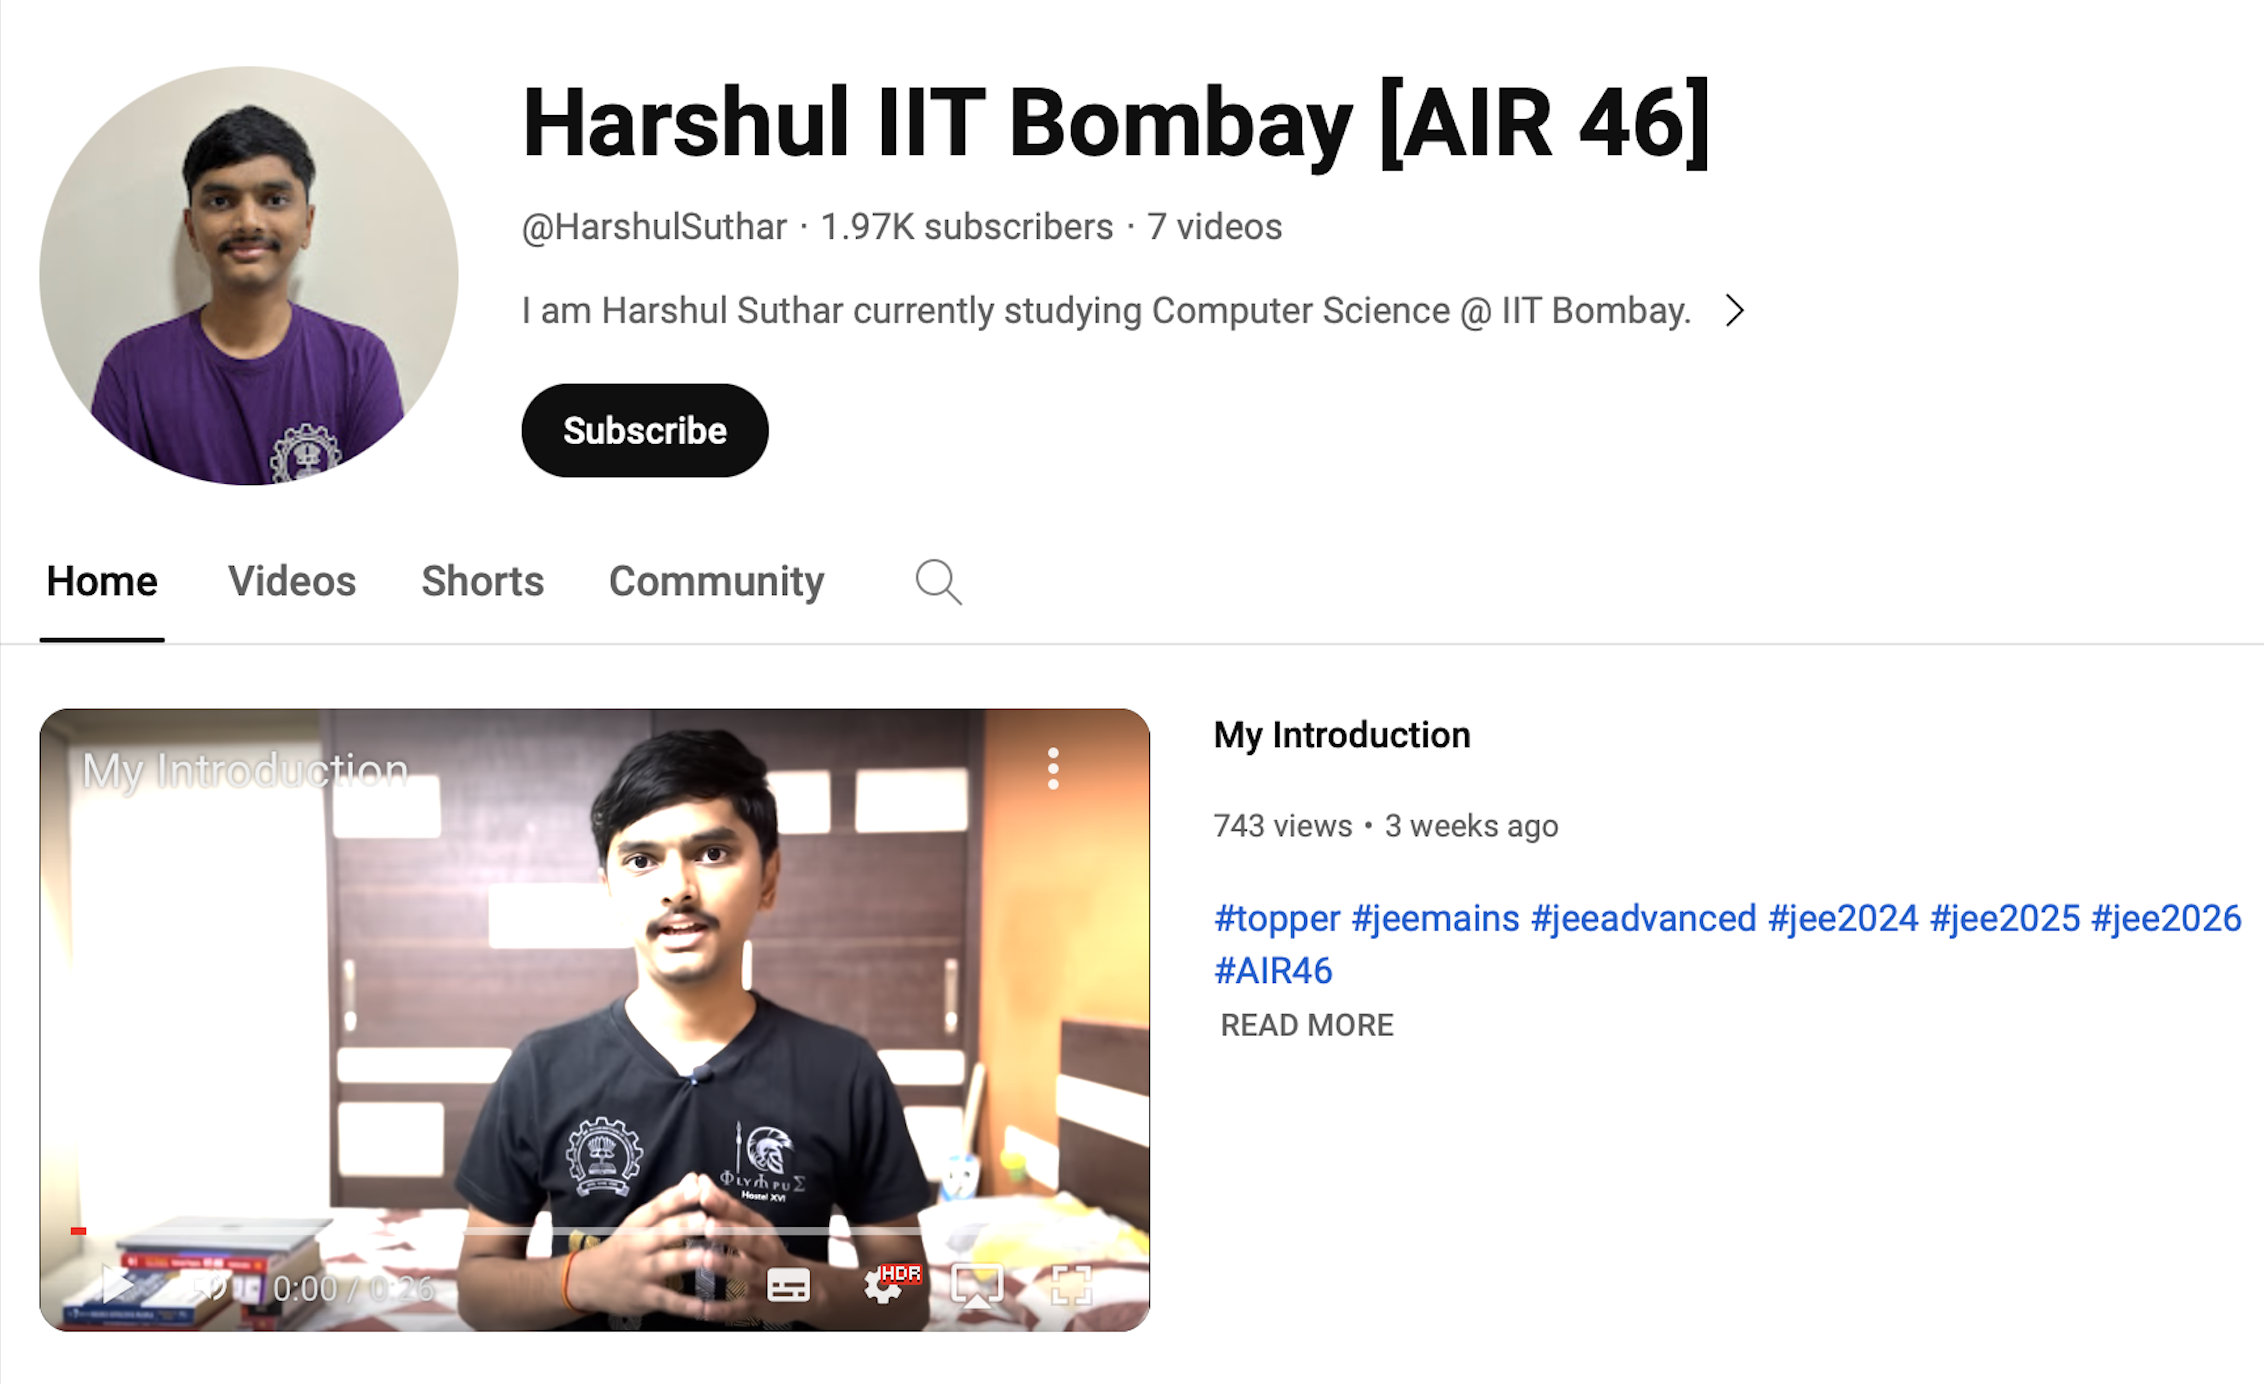 Harshul IIT Bombay [AIR 46]
@HarshulSuthar · 1.97K subscribers · 7 videos
I am Harshul Suthar currently studying Computer Science @ IIT Bombay.
Subscribe
Home Videos Shorts Community
My Introduction
ΦLYMPUΣ
Hostel XVI
0:00 / 0:26
HDR
My Introduction
743 views • 3 weeks ago
#topper #jeemains #jeeadvanced #jee2024 #jee2025 #jee2026
#AIR46
READ MORE